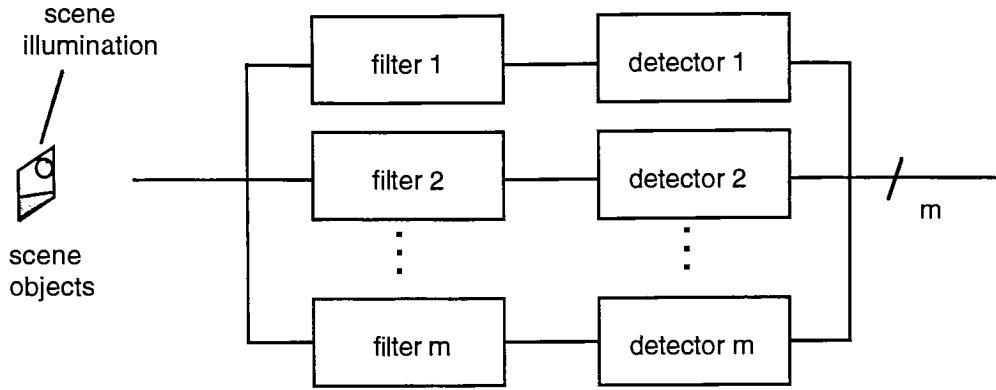 scene
illumination
scene
objects
filter 1
detector 1
filter 2
detector 2
filter m
detector m
m